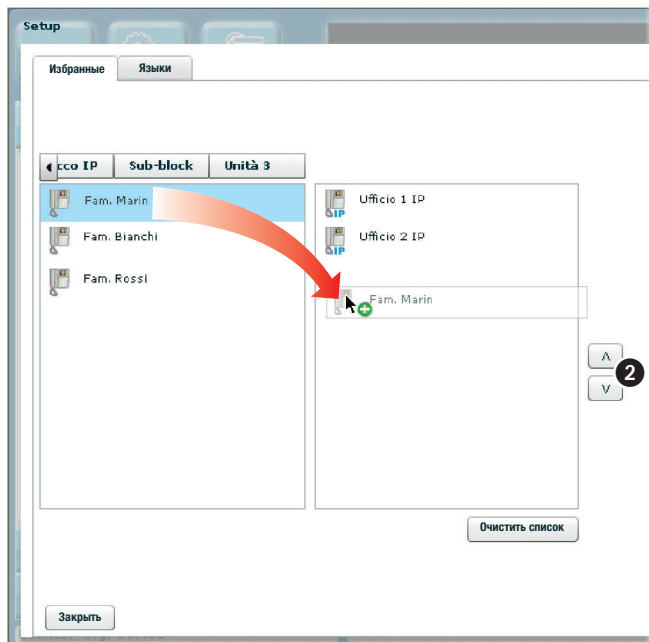 Setup
Избранные Языки
cco IP Sub-block Unità 3
Fam. Marin Ufficio 1 IP
Fam. Bianchi Ufficio 2 IP
Fam. Rossi
Fam. Marin
2
Очистить список
Закрыть